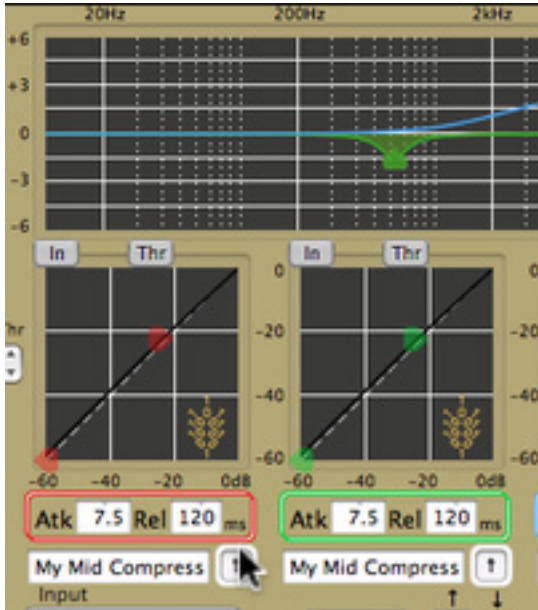 20Hz 200Hz 2kHz
+6
+3
0
-3
-6
In Thr In Thr
0 0
Thr
-20 -20
-40 -40
-60 -60
-60 -40 -20 0dB -60 -40 -20 0dB
Atk 7.5 Rel 120 ms Atk 7.5 Rel 120 ms
My Mid Compress ↑ My Mid Compress ↑
Input ↑ ↓